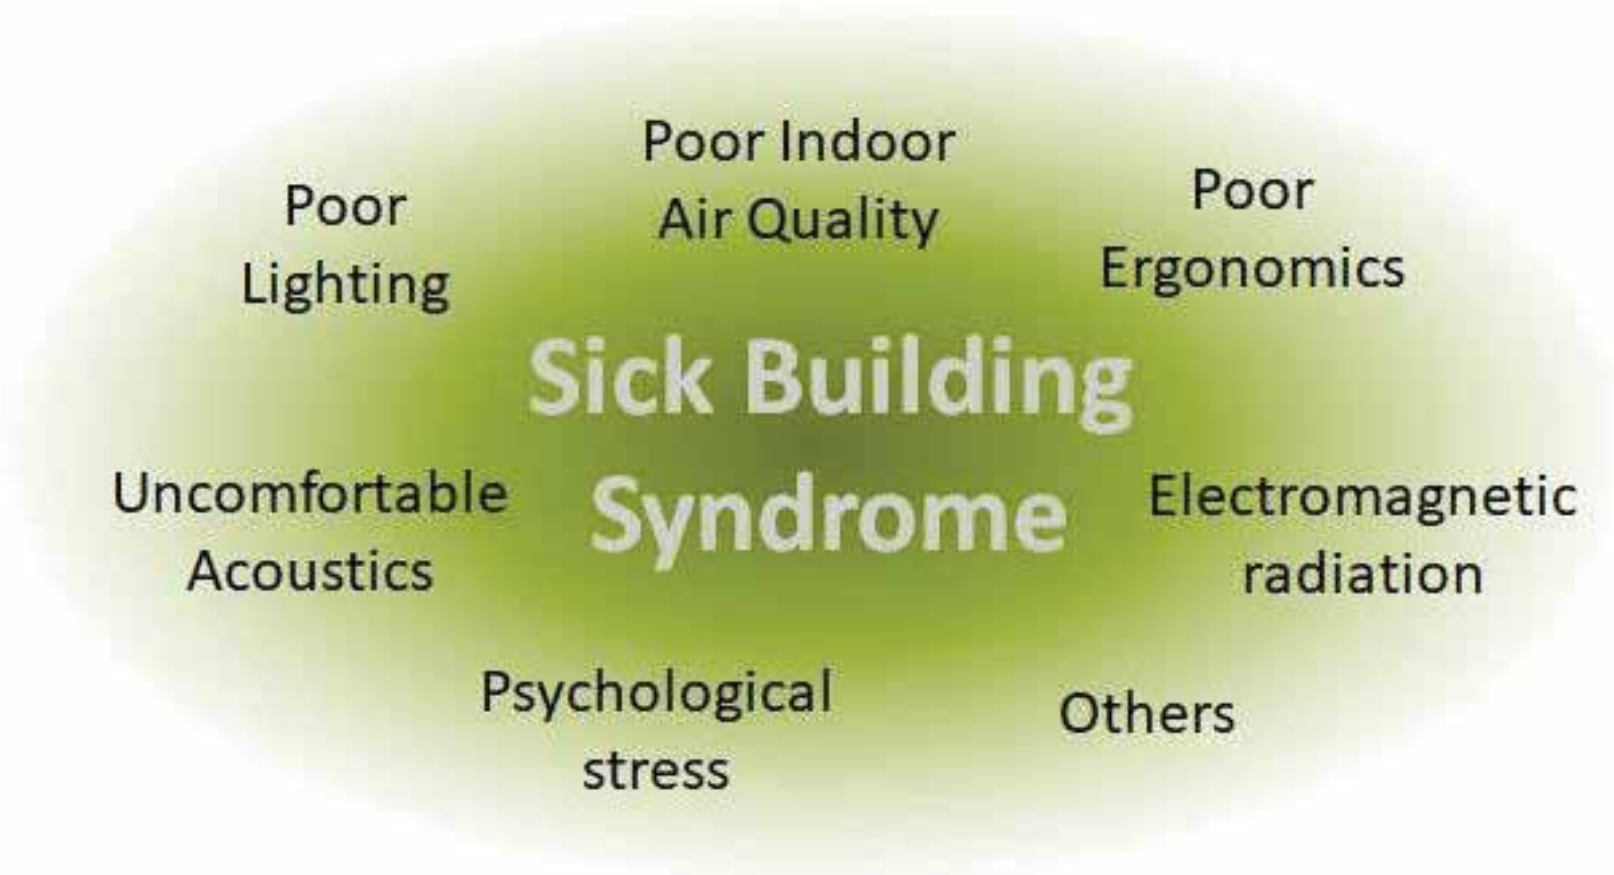 Poor Indoor
Air Quality
Poor
Lighting
Poor
Ergonomics
Sick Building
Syndrome
Uncomfortable
Acoustics
Electromagnetic
radiation
Psychological
stress
Others